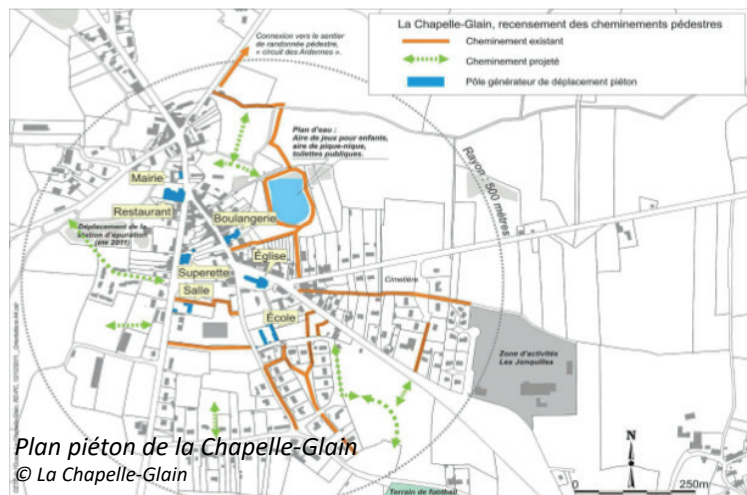 La Chapelle-Glain, recensement des cheminements pédestres
Cheminement existant
Cheminement projeté
Pôle générateur de déplacement piéton
Connexion vers le sentier
de randonnée pédestre,
« circuit des Ardennes ».
Plan d'eau :
Aire de jeux pour enfants,
aire de pique-nique,
toilettes publiques.
Rayon : 500 mètres
Mairie
Restaurant
Boulangerie
Déplacement de la
station d'épuration
(été 2011)
Église
Superette
Salle
Cimetière
École
Zone d'activités
Les Jonquilles
Plan piéton de la Chapelle-Glain
© La Chapelle-Glain
Terrain de football
N
0 250m